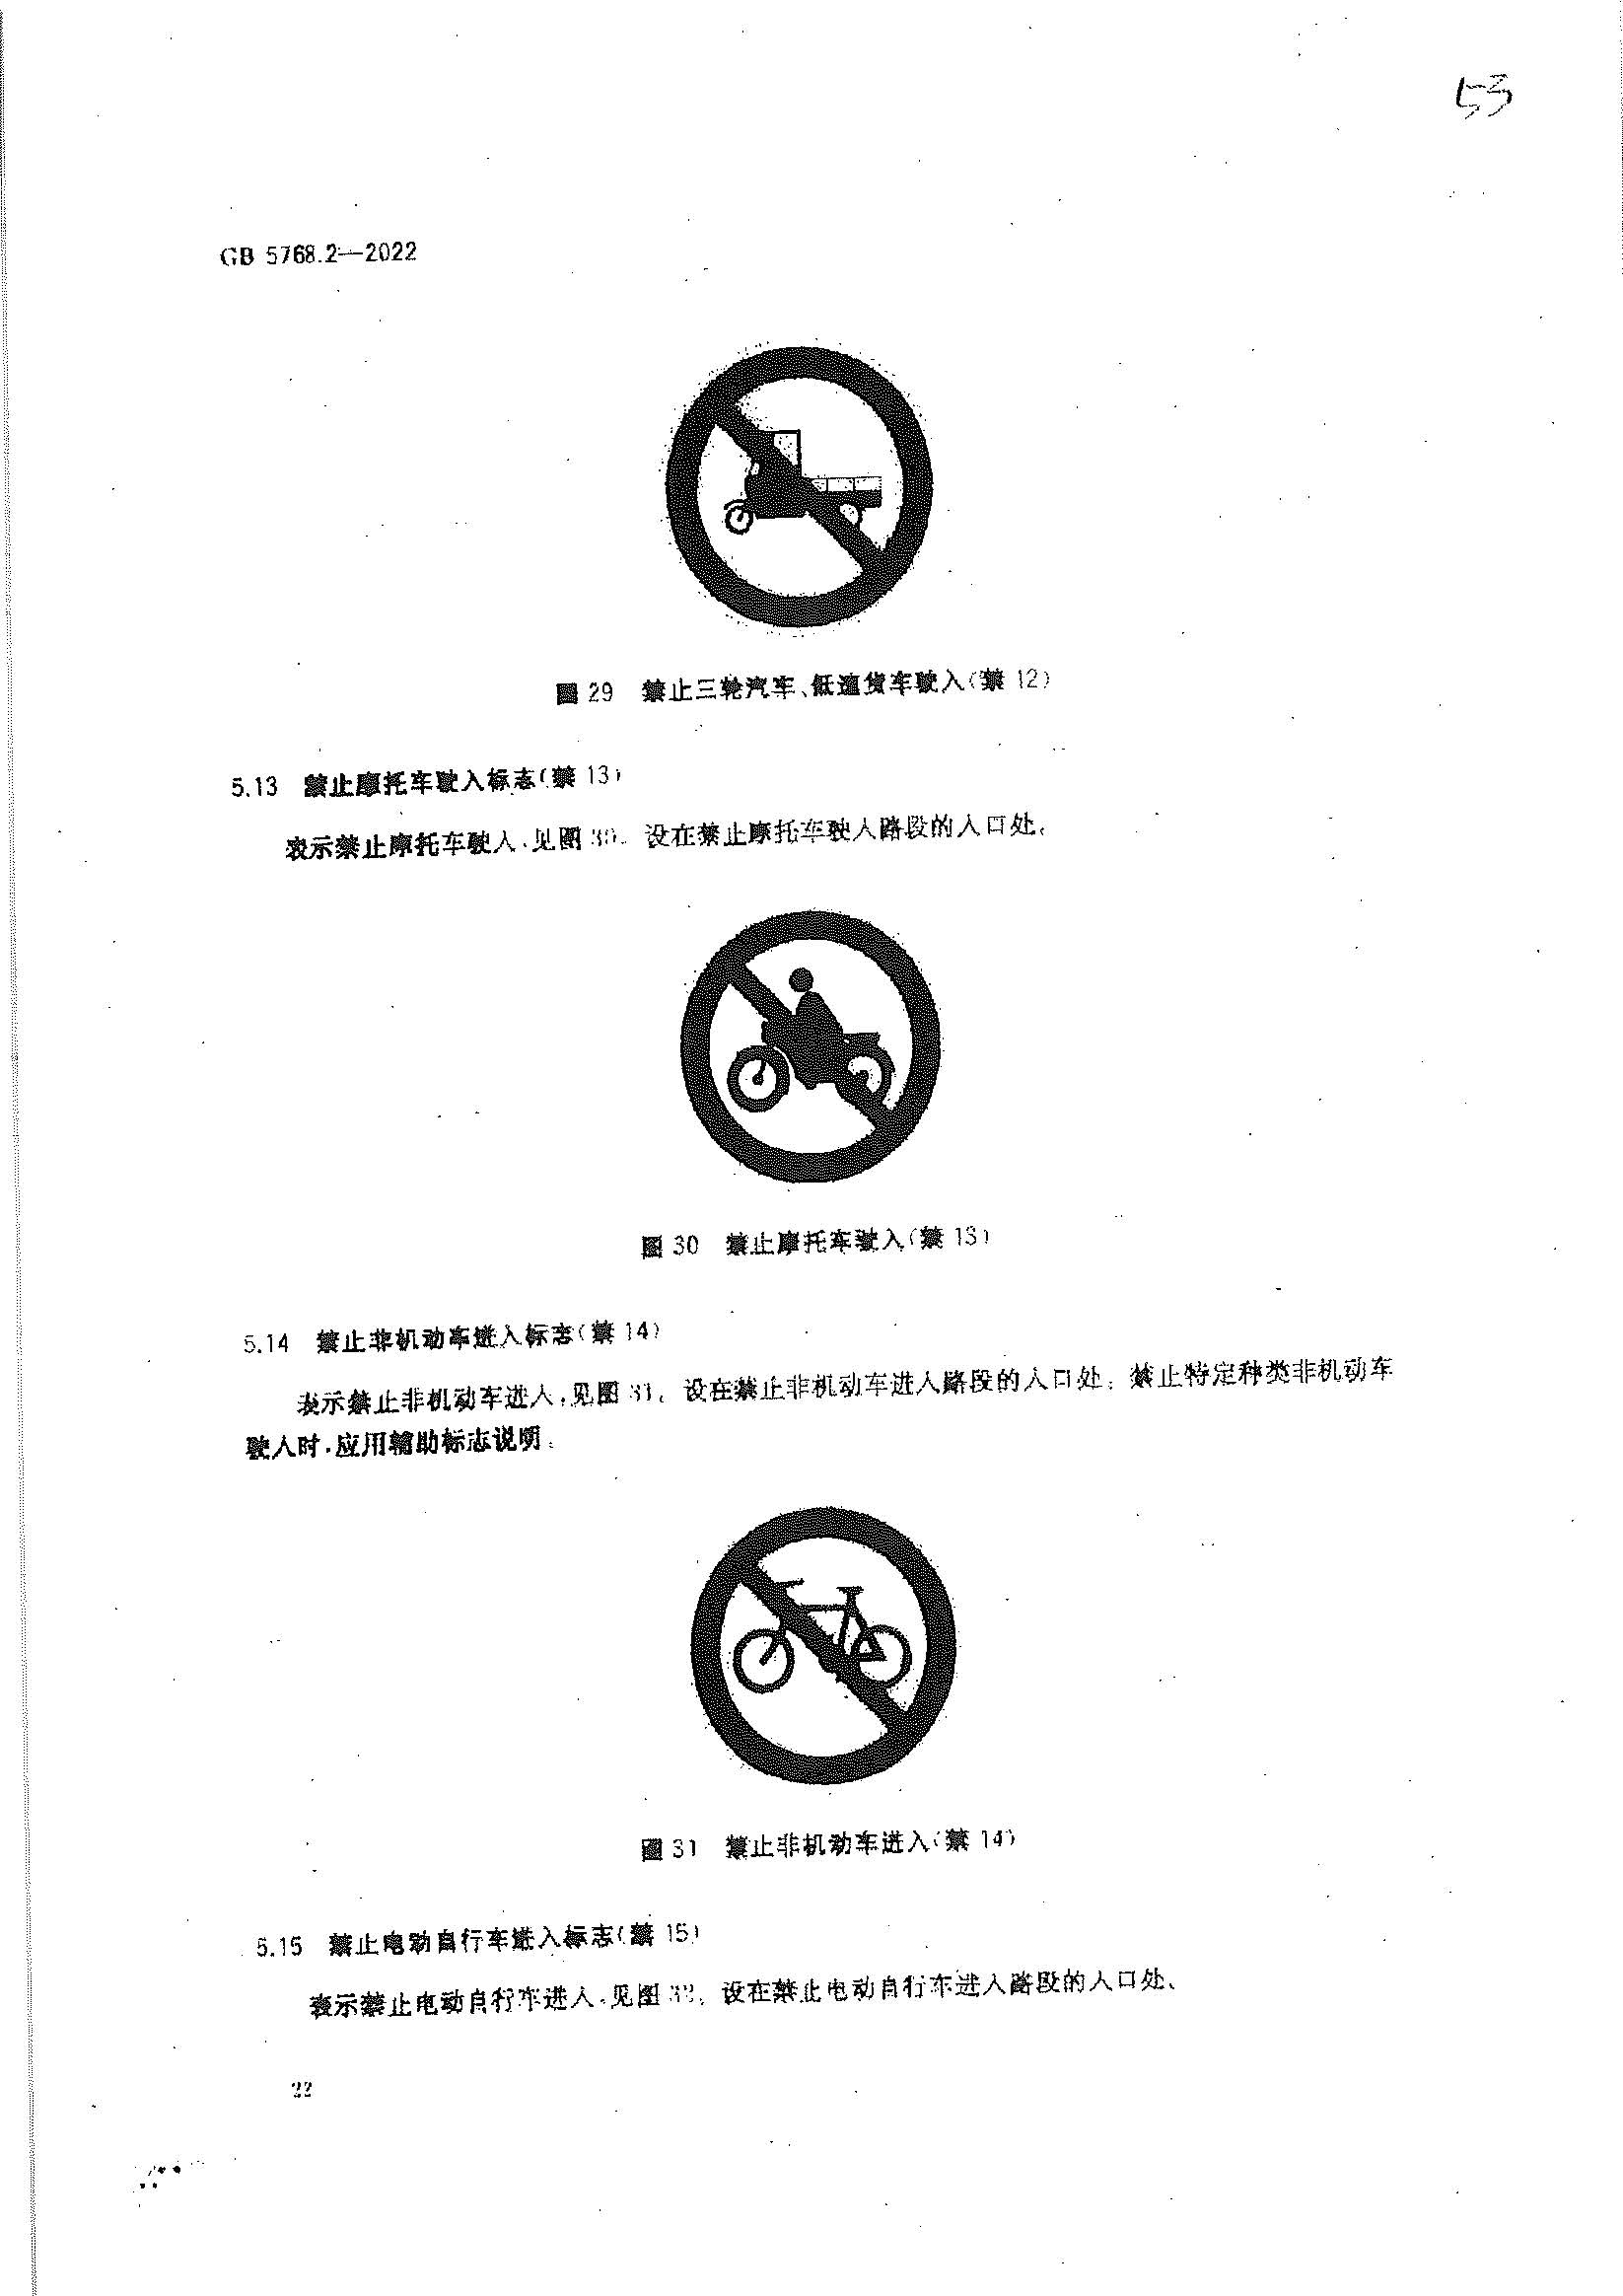 53
GB 5768.2—2022
图 29 禁止三轮汽车、低速货车驶入(禁 12)
5.13 禁止摩托车驶入标志(禁 13)
表示禁止摩托车驶入,见图 30。设在禁止摩托车驶入路段的入口处。
图 30 禁止摩托车驶入(禁 13)
5.14 禁止非机动车进入标志(禁 14)
表示禁止非机动车进入,见图 31。设在禁止非机动车进入路段的入口处。禁止特定种类非机动车
驶入时,应用辅助标志说明。
图 31 禁止非机动车进入(禁 14)
5.15 禁止电动自行车进入标志(禁 15)
表示禁止电动自行车进入,见图 32。设在禁止电动自行车进入路段的入口处。
22